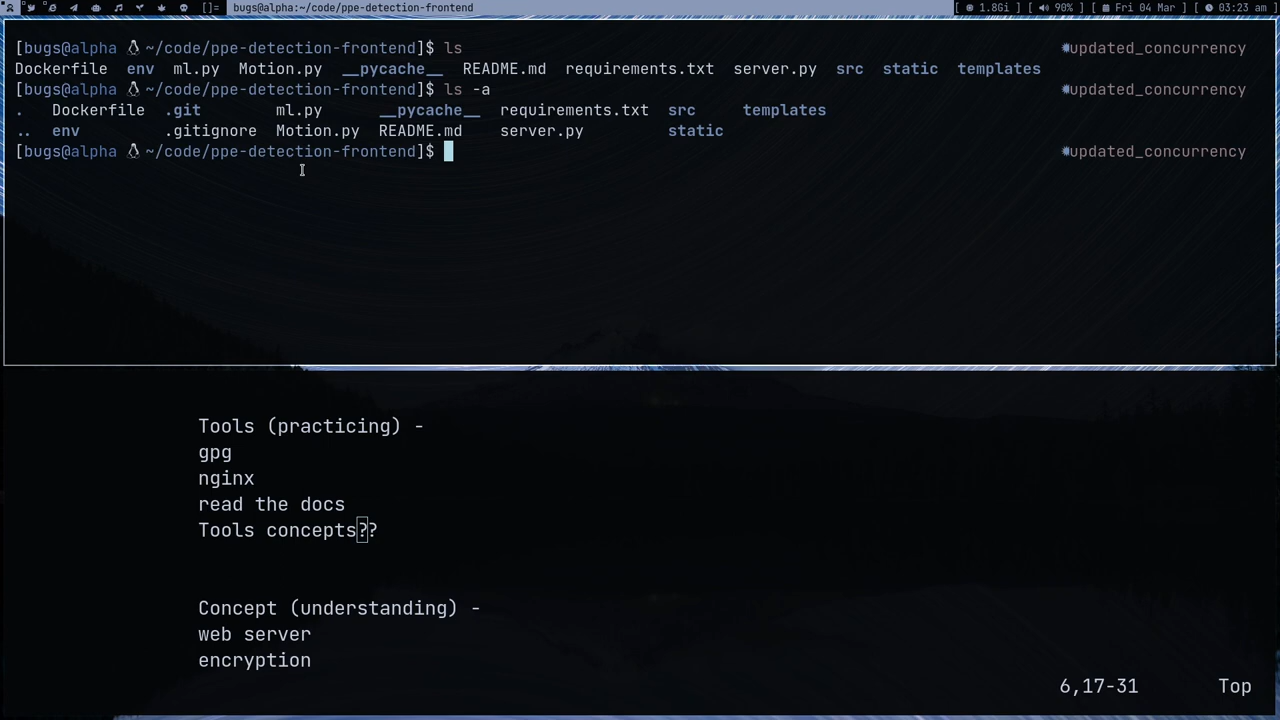 []= bugs@alpha:~/code/ppe-detection-frontend [ 1.8Gi ] [ 90% ] [ Fri 04 Mar ] [ 03:23 am ]
[bugs@alpha ~/code/ppe-detection-frontend]$ ls updated_concurrency
Dockerfile env ml.py Motion.py __pycache__ README.md requirements.txt server.py src static templates
[bugs@alpha ~/code/ppe-detection-frontend]$ ls -a updated_concurrency
. Dockerfile .git ml.py __pycache__ requirements.txt src templates
.. env .gitignore Motion.py README.md server.py static
[bugs@alpha ~/code/ppe-detection-frontend]$ updated_concurrency
Tools (practicing) -
gpg
nginx
read the docs
Tools concepts??
Concept (understanding) -
web server
encryption
6,17-31 Top